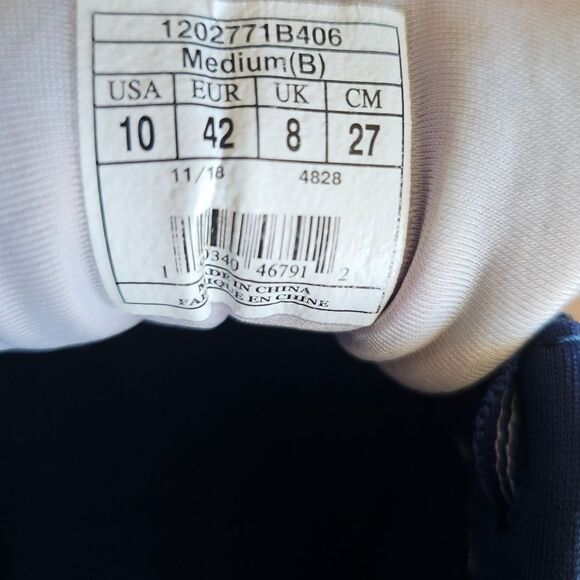 1202771B406
Medium(B)
USA EUR UK CM
10 42 8 27
11/18 4828
1 0340 46791 2
MADE IN CHINA
EN CHINE